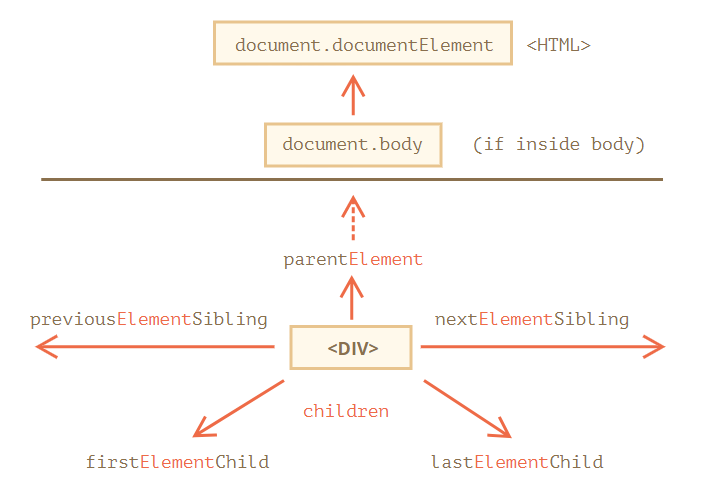 document.documentElement <HTML>
document.body (if inside body)
parentElement
previousElementSibling nextElementSibling
<DIV>
children
firstElementChild lastElementChild